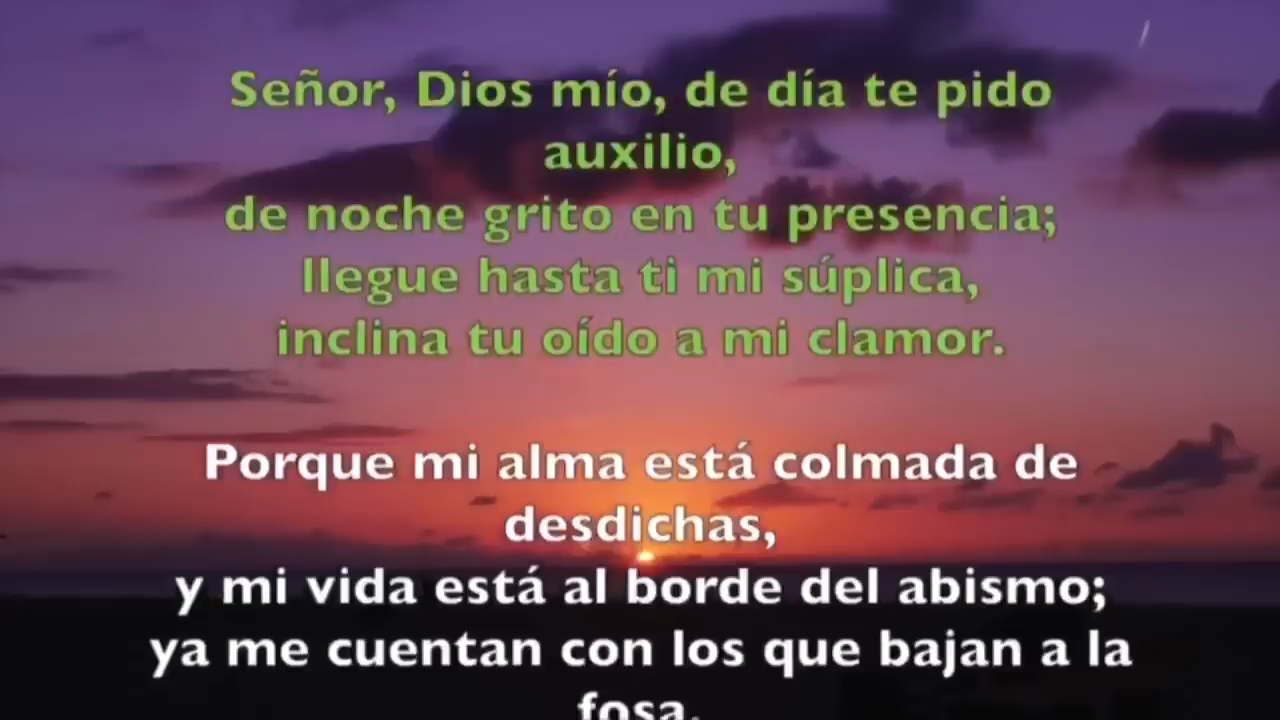 Señor, Dios mío, de día te pido
auxilio,
de noche grito en tu presencia;
llegue hasta ti mi súplica,
inclina tu oído a mi clamor.
Porque mi alma está colmada de
desdichas,
y mi vida está al borde del abismo;
ya me cuentan con los que bajan a la
fosa.